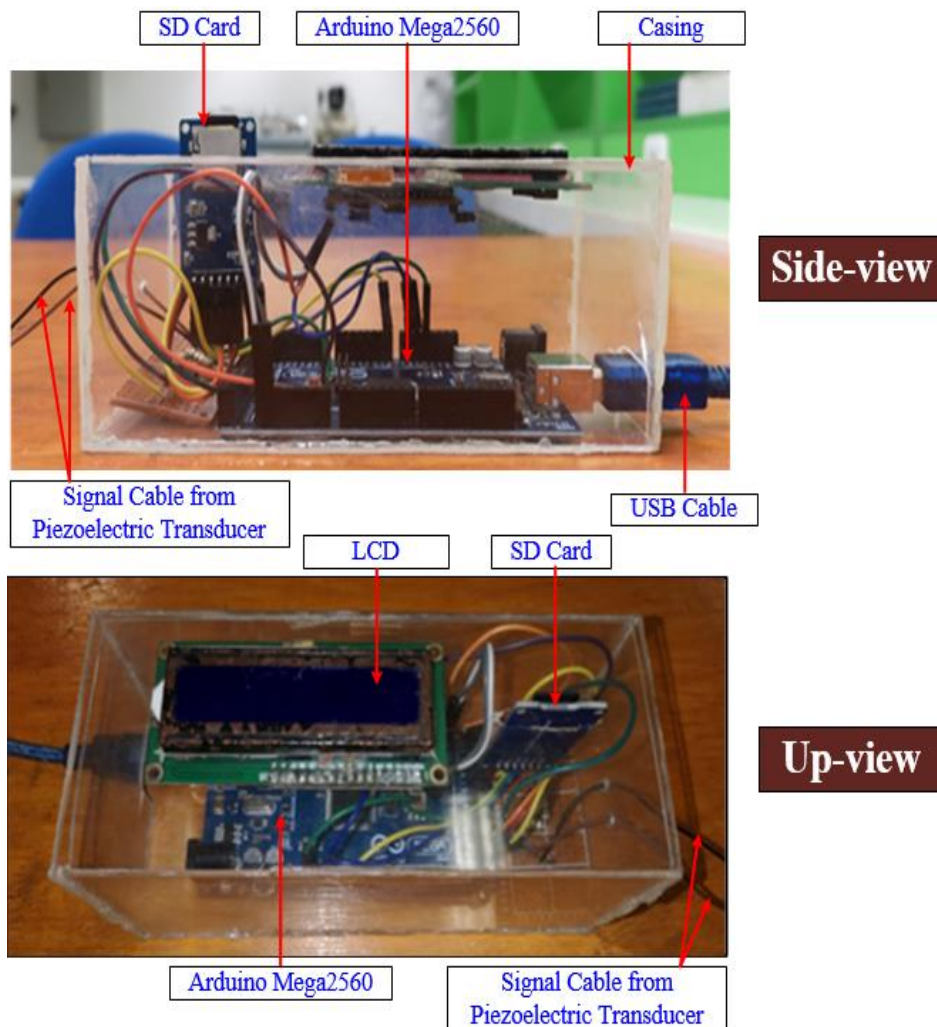 SD Card
Arduino Mega2560
Casing
Side-view
Signal Cable from
Piezoelectric Transducer
USB Cable
LCD
SD Card
Up-view
Arduino Mega2560
Signal Cable from
Piezoelectric Transducer